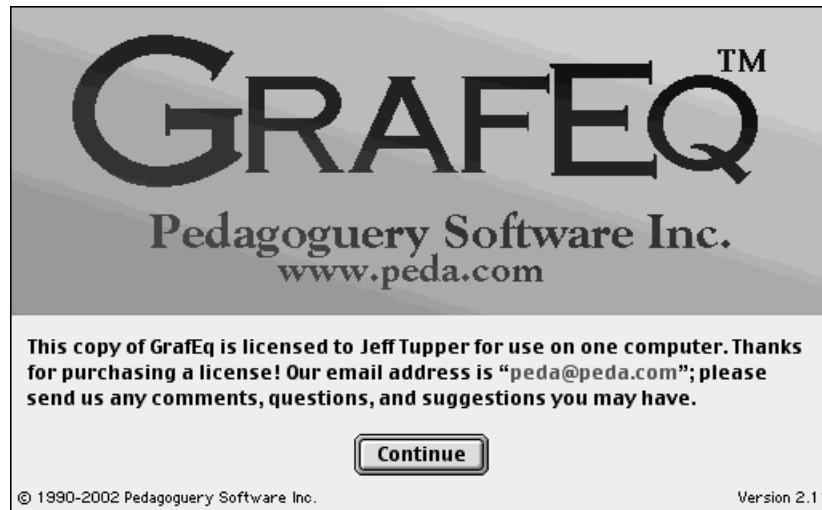 GRAFEQ™
Pedagoguery Software Inc.
www.peda.com
This copy of GrafEq is licensed to Jeff Tupper for use on one computer. Thanks
for purchasing a license! Our email address is “peda@peda.com”; please
send us any comments, questions, and suggestions you may have.
Continue
© 1990-2002 Pedagoguery Software Inc.
Version 2.11